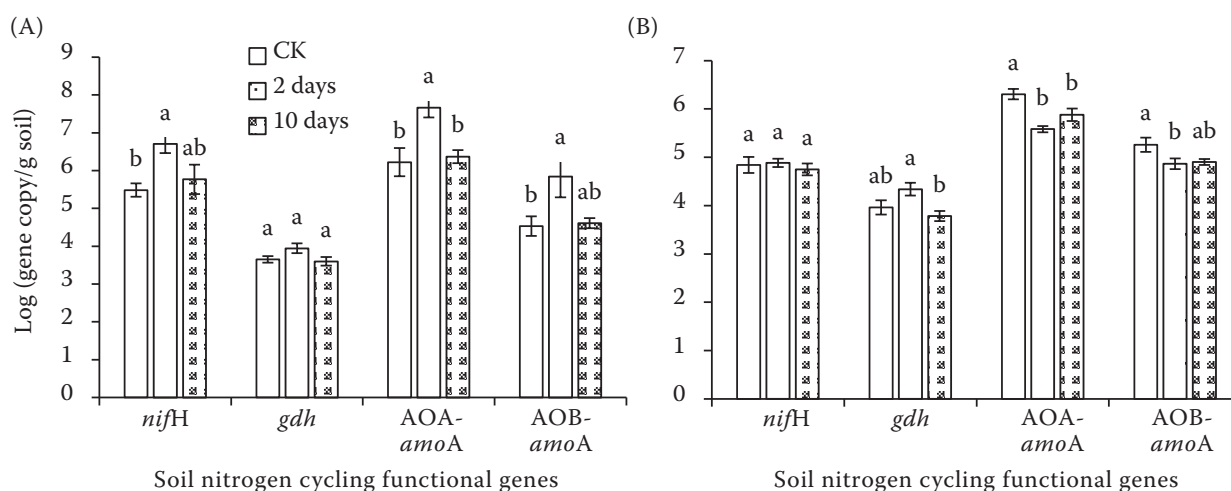 (A)
9
8
7
6
5
4
3
2
1
0
Log (gene copy/g soil)
CK
2 days
10 days
b a ab
a a a
b a b
b a ab
nifH gdh AOA- AOB-
amoA amoA
Soil nitrogen cycling functional genes
(B)
7
6
5
4
3
2
1
0
a a a
ab a b
a b b
a b ab
nifH gdh AOA- AOB-
amoA amoA
Soil nitrogen cycling functional genes